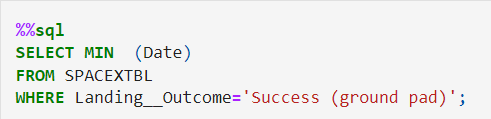 %%sql
SELECT MIN  (Date)
FROM SPACEXTBL
WHERE Landing__Outcome='Success (ground pad)';